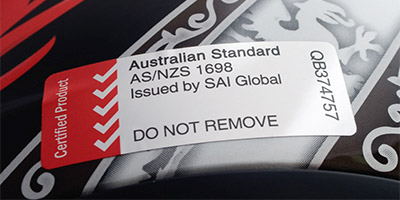 Certified Product
Australian Standard
AS/NZS 1698
Issued by SAI Global
DO NOT REMOVE
QB374757